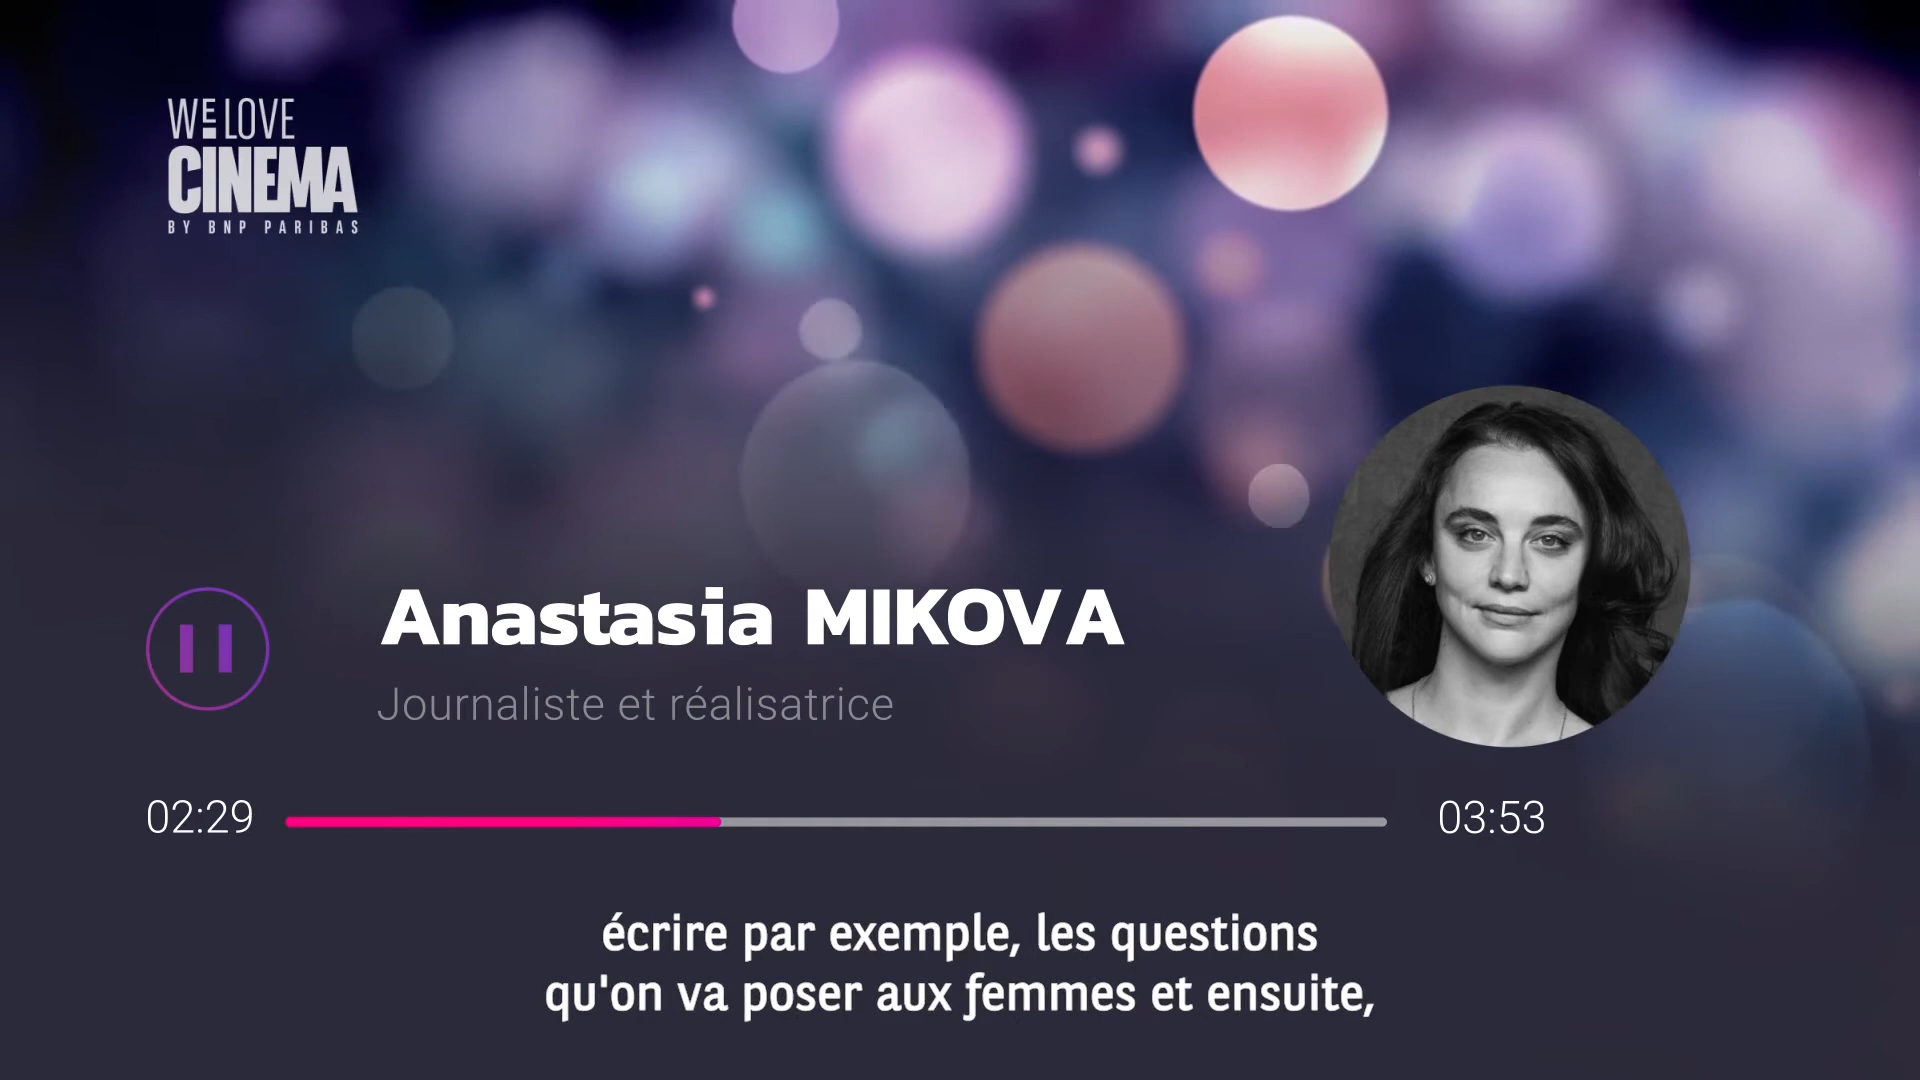 WE LOVE
CINEMA
BY BNP PARIBAS
Anastasia MIKOVA
Journaliste et réalisatrice
02:29
03:53
écrire par exemple, les questions
qu'on va poser aux femmes et ensuite,